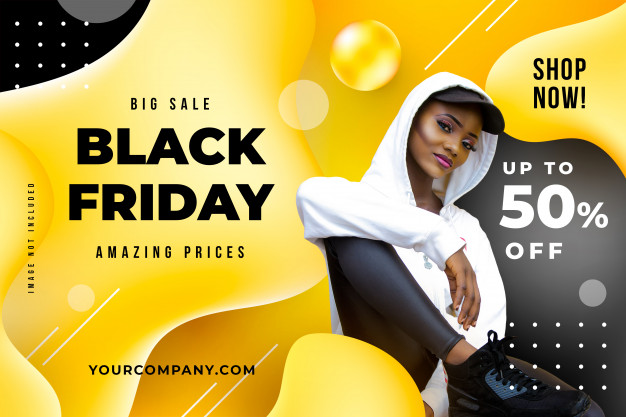 BIG SALE
BLACK
FRIDAY
AMAZING PRICES
IMAGE NOT INCLUDED
YOURCOMPANY.COM
SHOP
NOW!
UP TO
50%
OFF